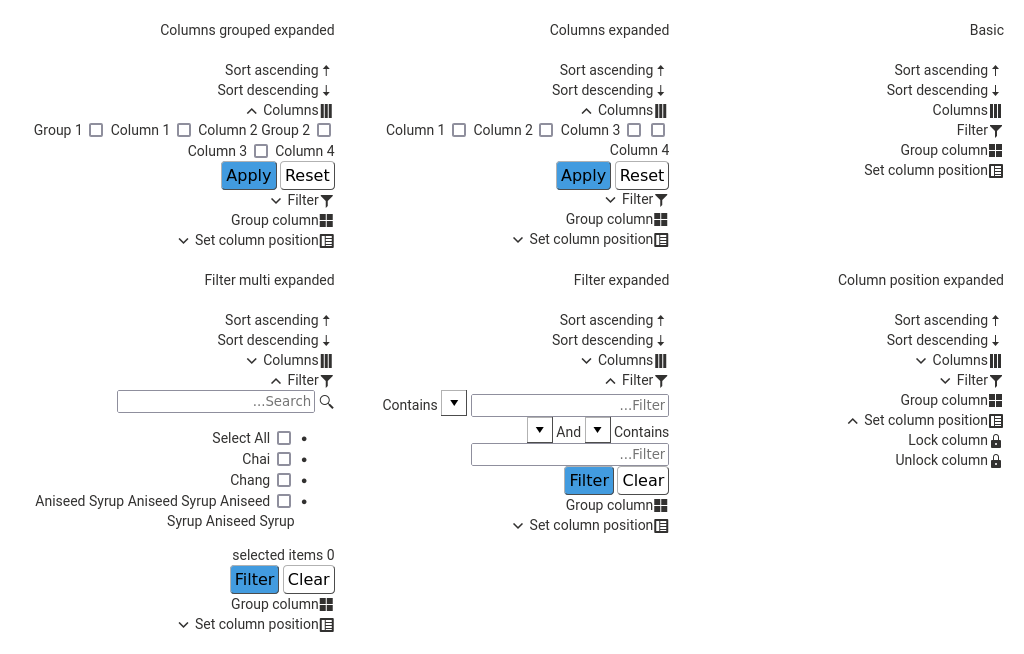 Basic
Sort ascending
Sort descending
Columns
Filter
Group column
Set column position
Columns expanded
Sort ascending
Sort descending
Columns
Column 1 Column 2 Column 3
Column 4
Apply Reset
Filter
Group column
Set column position
Columns grouped expanded
Sort ascending
Sort descending
Columns
Group 1 Column 1 Column 2 Group 2
Column 3 Column 4
Apply Reset
Filter
Group column
Set column position
Column position expanded
Sort ascending
Sort descending
Columns
Filter
Group column
Set column position
Lock column
Unlock column
Filter expanded
Sort ascending
Sort descending
Columns
Filter
Contains ...Filter
And Contains
...Filter
Filter Clear
Group column
Set column position
Filter multi expanded
Sort ascending
Sort descending
Columns
Filter
...Search
Select All
Chai
Chang
Aniseed Syrup Aniseed Syrup Aniseed
Syrup Aniseed Syrup
selected items 0
Filter Clear
Group column
Set column position